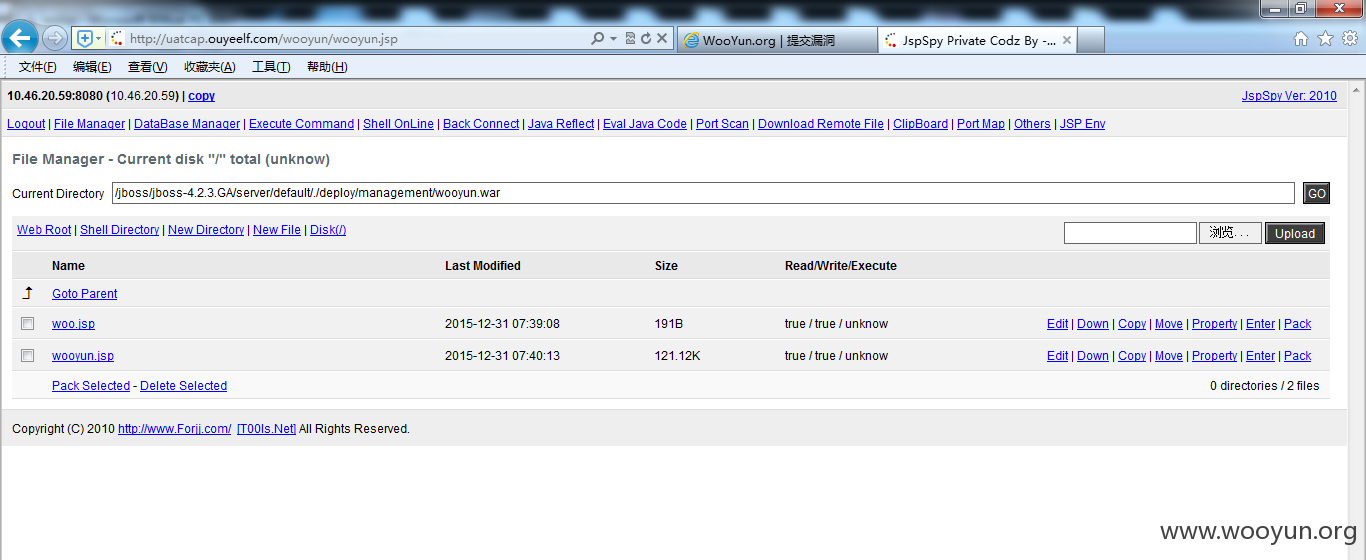 http://uatcap.ouyeelf.com/wooyun/wooyun.jsp
WooYun.org | 提交漏洞
JspSpy Private Codz By -...
文件(F) 编辑(E) 查看(V) 收藏夹(A) 工具(T) 帮助(H)
10.46.20.59:8080 (10.46.20.59) | copy
JspSpy Ver: 2010
Logout | File Manager | DataBase Manager | Execute Command | Shell OnLine | Back Connect | Java Reflect | Eval Java Code | Port Scan | Download Remote File | ClipBoard | Port Map | Others | JSP Env
File Manager - Current disk "/" total (unknow)
Current Directory /jboss/jboss-4.2.3.GA/server/default/./deploy/management/wooyun.war GO
Web Root | Shell Directory | New Directory | New File | Disk(/)
浏览... Upload
Name Last Modified Size Read/Write/Execute
Goto Parent
woo.jsp 2015-12-31 07:39:08 191B true / true / unknow Edit | Down | Copy | Move | Property | Enter | Pack
wooyun.jsp 2015-12-31 07:40:13 121.12K true / true / unknow Edit | Down | Copy | Move | Property | Enter | Pack
Pack Selected - Delete Selected 0 directories / 2 files
Copyright (C) 2010 http://www.Forjj.com/ [T00ls.Net] All Rights Reserved.
www.wooyun.org